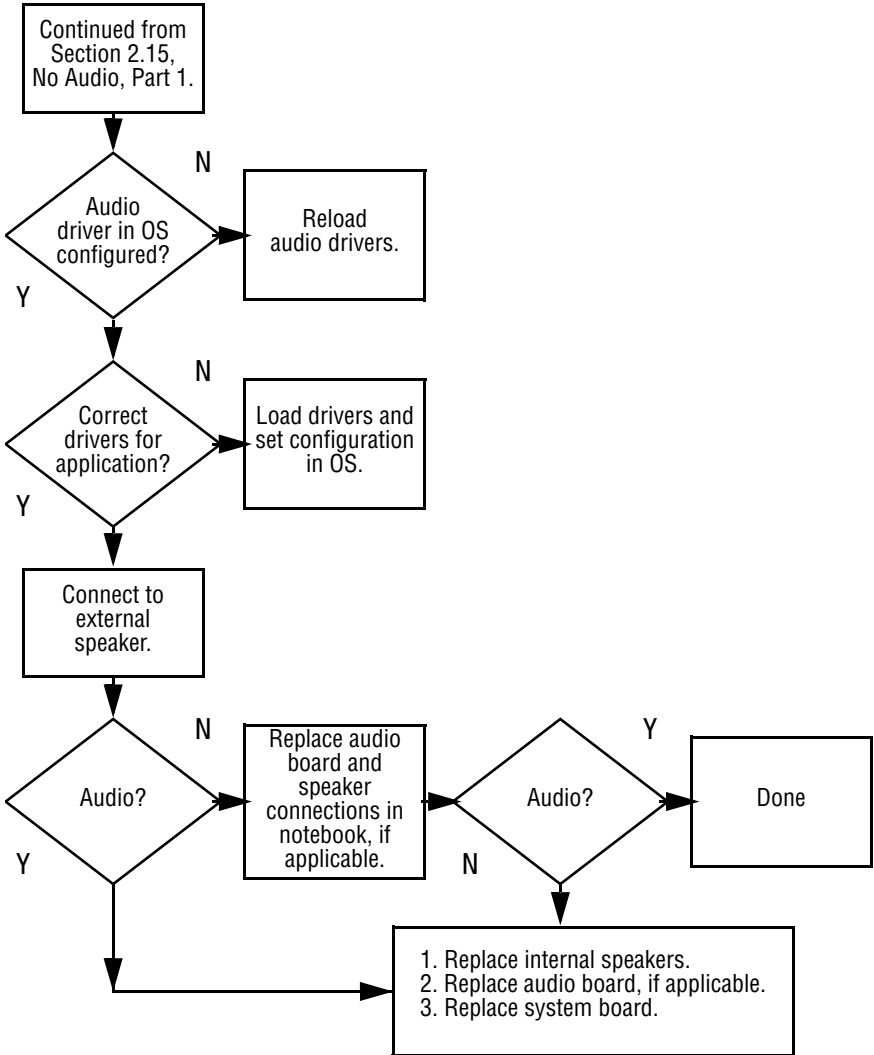 Continued from
Section 2.15,
No Audio, Part 1.
N
Audio
driver in OS
configured?
Reload
audio drivers.
Y
N
Correct
drivers for
application?
Load drivers and
set configuration
in OS.
Y
Connect to
external
speaker.
N
Y
Audio?
Replace audio
board and
speaker
connections in
notebook, if
applicable.
Audio?
Done
Y
N
1. Replace internal speakers.
2. Replace audio board, if applicable.
3. Replace system board.